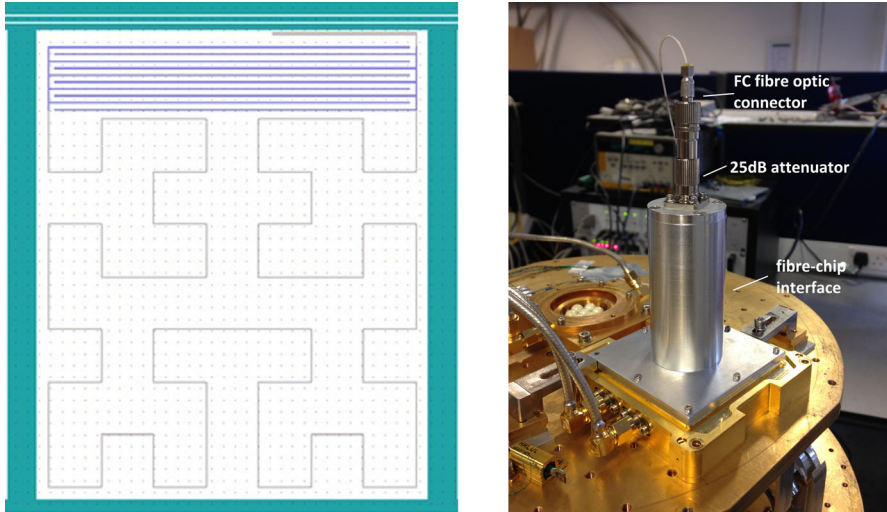 FC fibre optic
connector
25dB attenuator
fibre-chip
interface